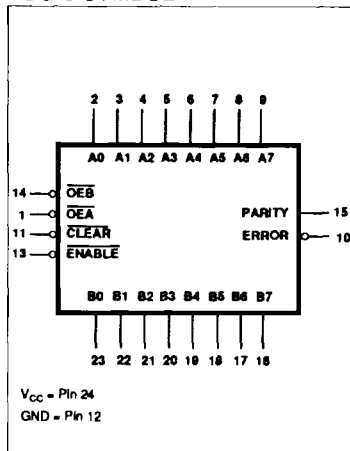 2 3 4 5 6 7 8 9
A0 A1 A2 A3 A4 A5 A6 A7
14 OEB
1 OEA PARITY 15
11 CLEAR ERROR 10
13 ENABLE
B0 B1 B2 B3 B4 B5 B6 B7
23 22 21 20 19 18 17 16
VCC = Pin 24
GND = Pin 12